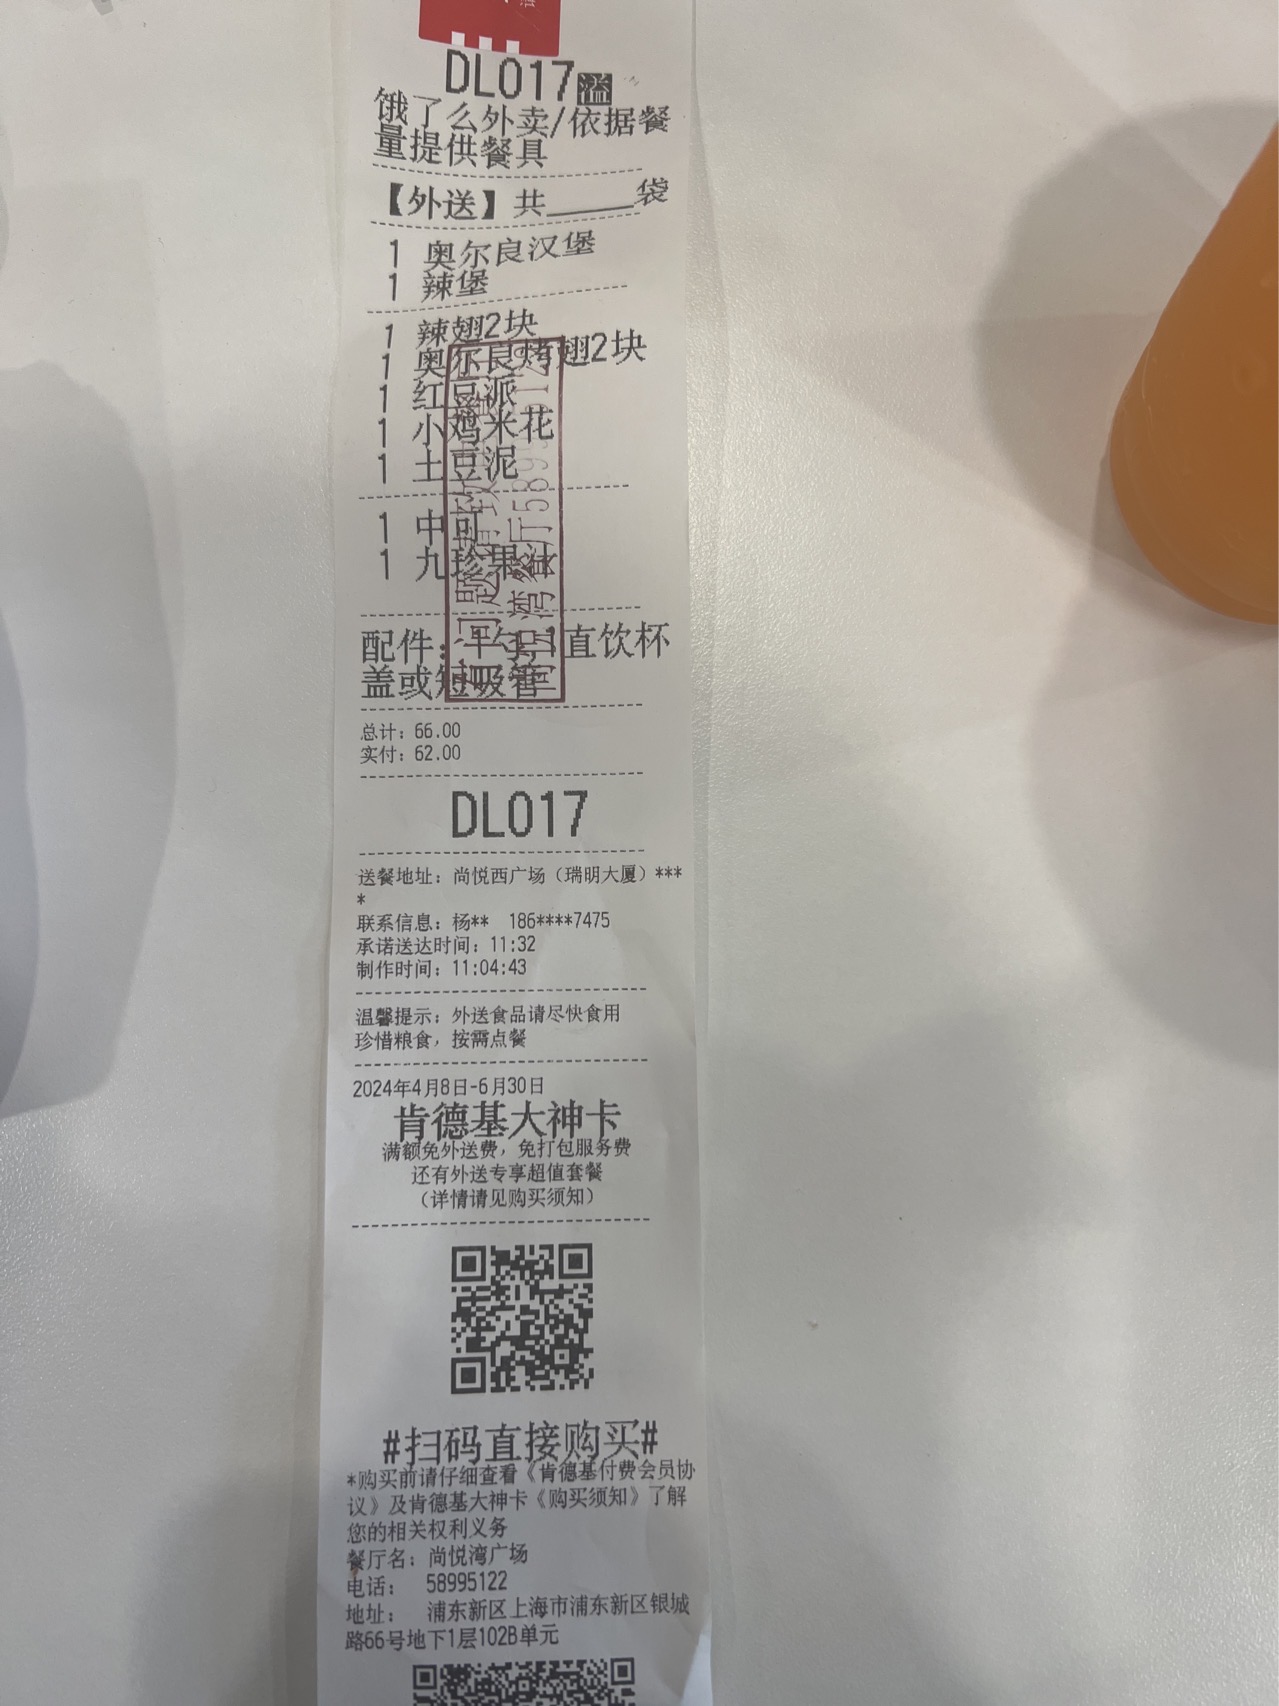 DL017溢
饿了么外卖/依据餐
量提供餐具
【外送】共_____袋
1 奥尔良汉堡
1 辣堡
1 辣翅2块
1 奥尔良烤翅2块
1 红豆派
1 小鸡米花
1 土豆泥
1 中可
1 九珍果汁
配件：1勺，1直饮杯
盖或短吸管
总计：66.00
实付：62.00
DL017
送餐地址：尚悦西广场（瑞明大厦）***
*
联系信息：杨** 186****7475
承诺送达时间：11:32
制作时间：11:04:43
温馨提示：外送食品请尽快食用
珍惜粮食，按需点餐
2024年4月8日-6月30日
肯德基大神卡
满额免外送费，免打包服务费
还有外送专享超值套餐
（详情请见购买须知）
#扫码直接购买#
*购买前请仔细查看《肯德基付费会员协
议》及肯德基大神卡《购买须知》了解
您的相关权利义务
餐厅名：尚悦湾广场
电话： 58995122
地址： 浦东新区上海市浦东新区银城
路66号地下1层102B单元